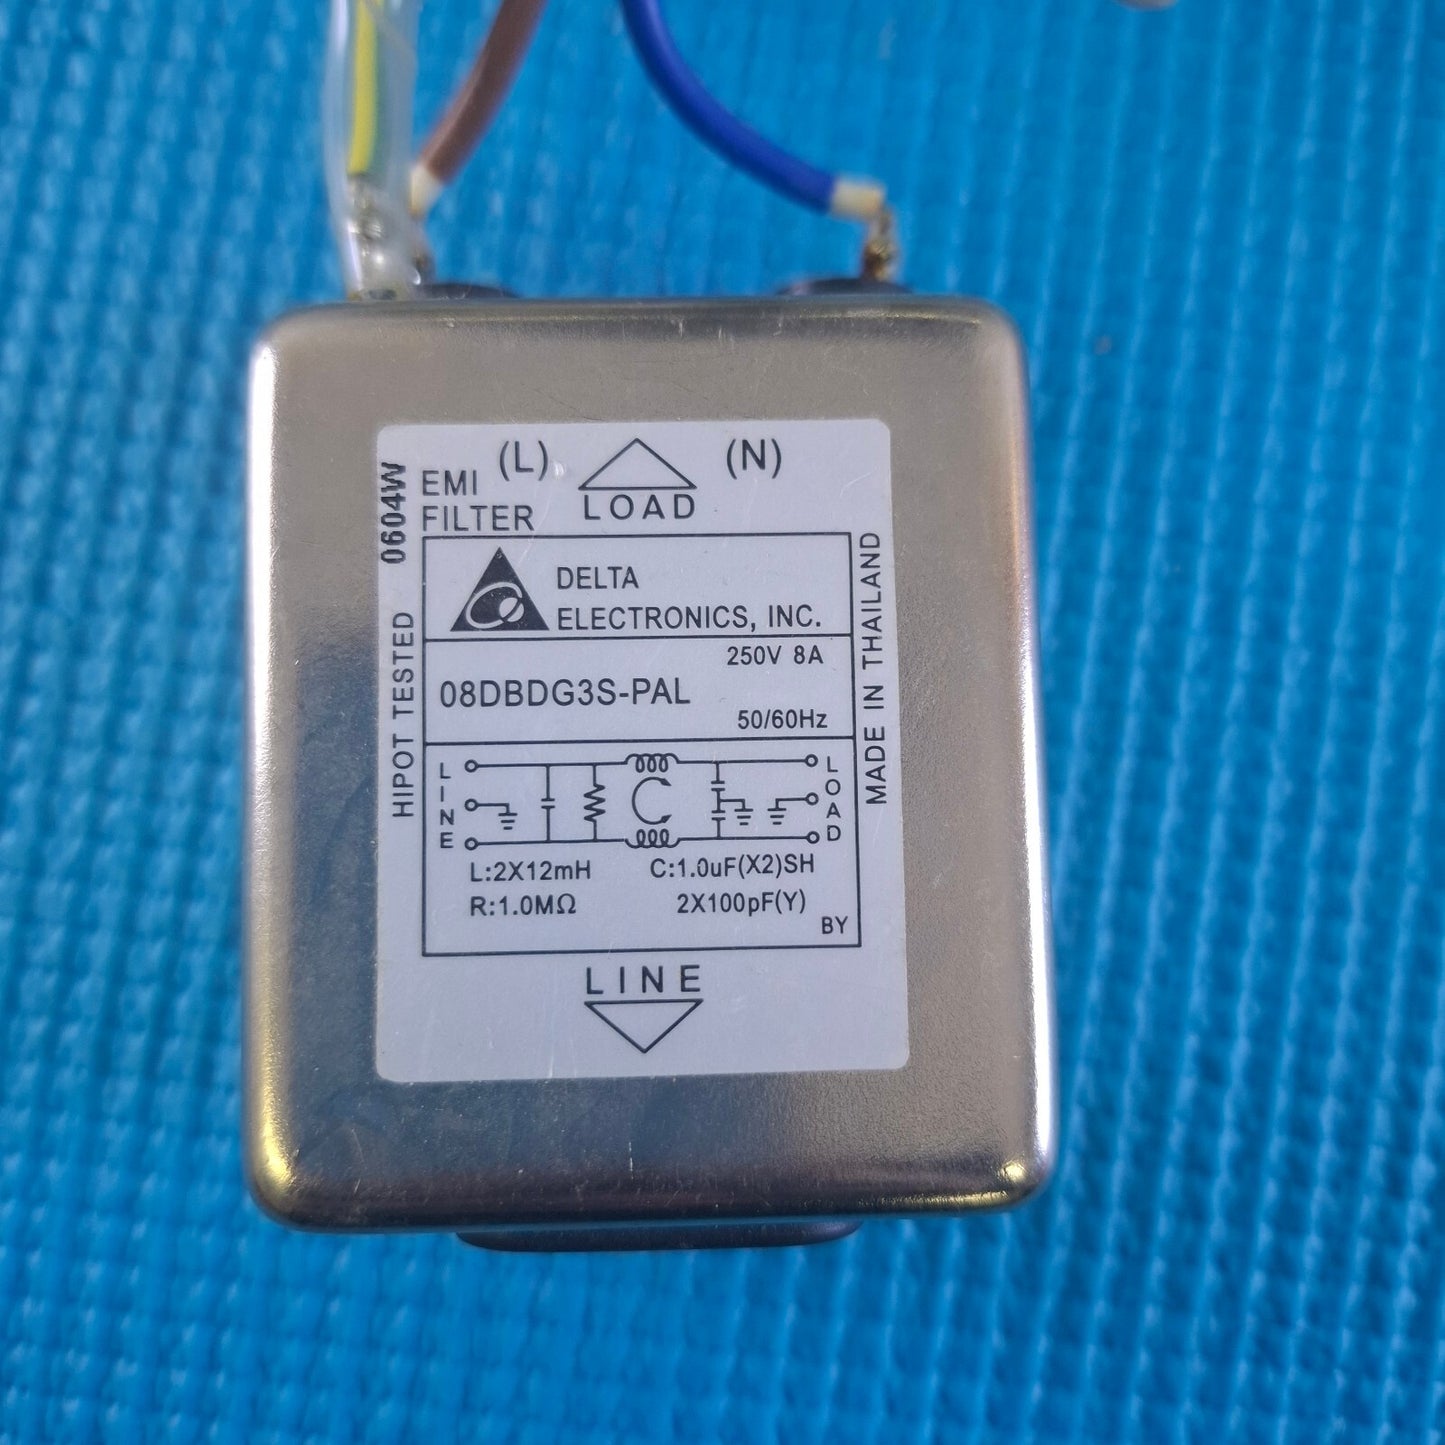 (L)
(N)
EMI
FILTER
LOAD
0604W
HIPOT TESTED
DELTA
ELECTRONICS, INC.
250V 8A
08DBDG3S-PAL
50/60Hz
MADE IN THAILAND
LINE
LOAD
L:2X12mH
C:1.0uF(X2)SH
R:1.0MΩ
2X100pF(Y)
BY
LINE